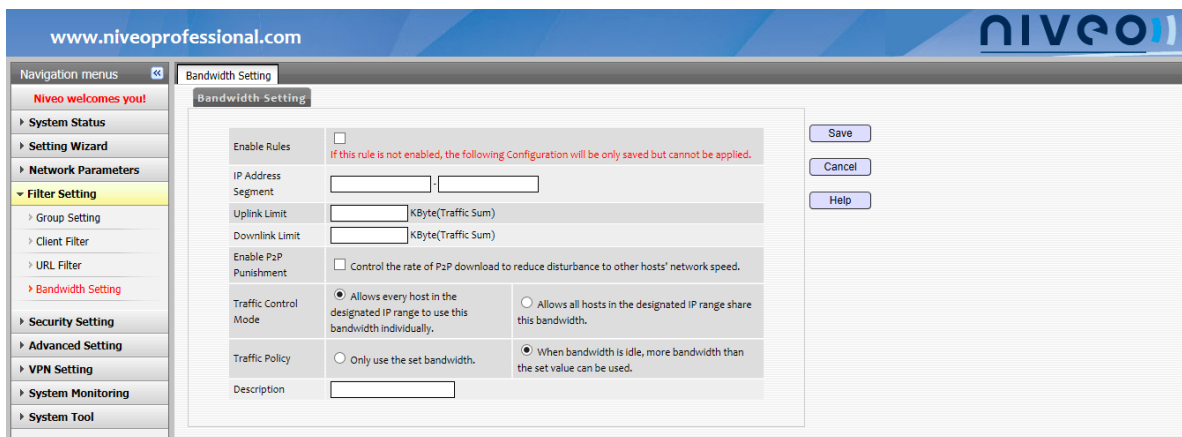 www.niveoprofessional.com
niveo
Navigation menus
Niveo welcomes you!
System Status
Setting Wizard
Network Parameters
Filter Setting
Group Setting
Client Filter
URL Filter
Bandwidth Setting
Security Setting
Advanced Setting
VPN Setting
System Monitoring
System Tool
Bandwidth Setting
Bandwidth Setting
Enable Rules
If this rule is not enabled, the following Configuration will be only saved but cannot be applied.
IP Address
Segment
-
Uplink Limit KByte(Traffic Sum)
Downlink Limit KByte(Traffic Sum)
Enable P2P
Punishment
Control the rate of P2P download to reduce disturbance to other hosts' network speed.
Traffic Control
Mode
Allows every host in the
designated IP range to use this
bandwidth individually.
Allows all hosts in the designated IP range share
this bandwidth.
Traffic Policy
Only use the set bandwidth.
When bandwidth is idle, more bandwidth than
the set value can be used.
Description
Save
Cancel
Help